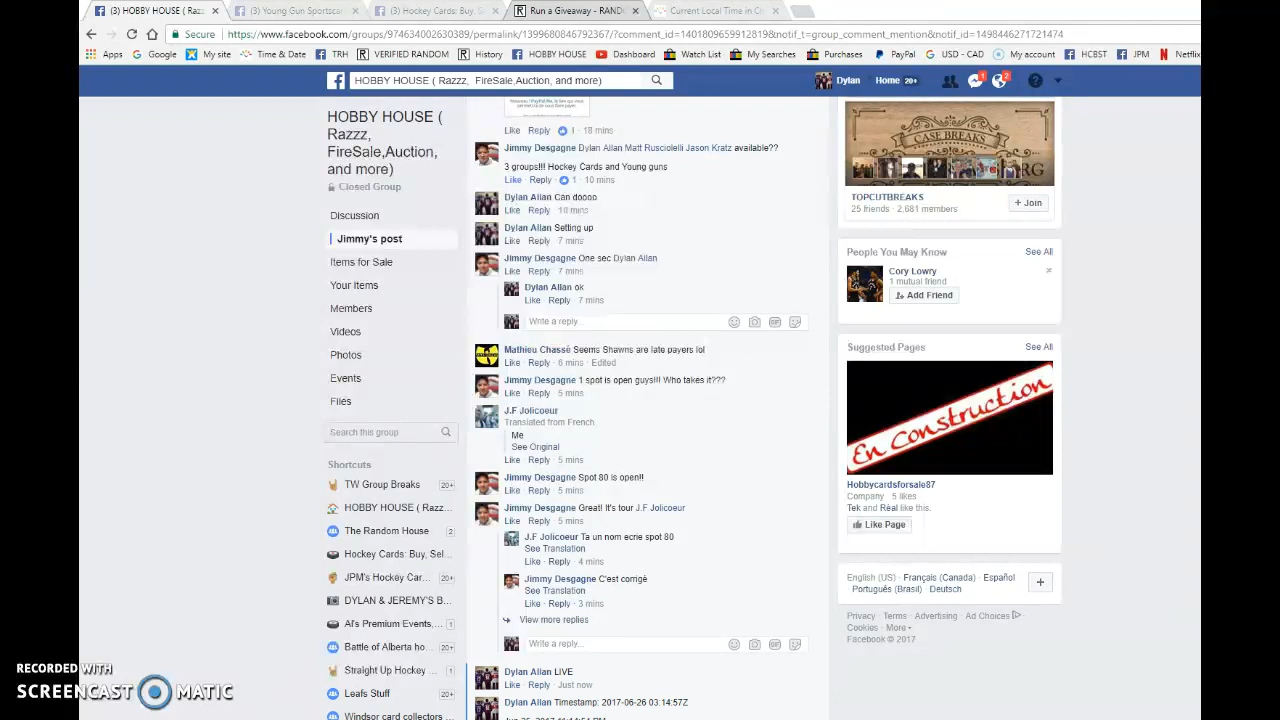 (3) HOBBY HOUSE ( Razz
(3) Young Gun Sportscar
(3) Hockey Cards: Buy, S
Run a Giveaway - RAND
Current Local Time in C
Secure
https://www.facebook.com/groups/974634002630389/permalink/1399680846792367/?comment_id=1401809659912819&notif_t=group_comment_mention&notif_id=1498446271721474
Apps Google My site Time & Date TRH VERIFIED RANDOM History HOBBY HOUSE Dashboard Watch List My Searches Purchases PayPal USD - CAD My account HCBST JPM Netflix
HOBBY HOUSE ( Razzz, FireSale,Auction, and more)
Dylan Home 20+ 1 2
HOBBY HOUSE (
Razzz,
FireSale,Auction,
and more)
Closed Group
Discussion
Jimmy's post
Item for Sale
Your Items
Members
Videos
Photos
Events
Files
Search this group
Shortcuts
TW Group Breaks 20+
HOBBY HOUSE ( Razz...
The Random House 2
Hockey Cards: Buy, Sel...
JPM's Hockey Car... 20+
DYLAN & JEREMY'S B...
Al's Premium Events.... 1
Battle of Alberta ho... 20+
Straight Up Hockey ... 1
Leafs Stuff 20+
Windsor card collectors
Like Reply 1 · 18 mins
Jimmy Desgagne Dylan Allan Matt Rusciolelli Jason Kratz available??
3 groups!!! Hockey Cards and Young guns
Like · Reply · 1 · 10 mins
Dylan Allan Can doooo
Like · Reply · 10 mins
Dylan Allan Setting up
Like · Reply · 7 mins
Jimmy Desgagne One sec Dylan Allan
Like · Reply · 7 mins
Dylan Allan ok
Like · Reply · 7 mins
Write a reply...
Mathieu Chassé Seems Shawns are late payers lol
Like · Reply · 6 mins · Edited
Jimmy Desgagne 1 spot is open guys!!! Who takes it???
Like · Reply · 5 mins
J.F Jolicoeur
Translated from French
Me
See Original
Like · Reply · 5 mins
Jimmy Desgagne Spot 80 is open!!
Like · Reply · 5 mins
Jimmy Desgagne Great! It's tour J.F Jolicoeur
Like · Reply · 5 mins
J.F Jolicoeur Ta un nom ecrie spot 80
See Translation
Like · Reply · 4 mins
Jimmy Desgagne C'est corrigé
See Translation
Like · Reply · 3 mins
View more replies
Write a reply...
Dylan Allan LIVE
Like · Reply · Just now
Dylan Allan Timestamp: 2017-06-26 03:14:57Z
CASE BREAKS
RG
TOPCUTBREAKS
25 friends · 2,681 members
+ Join
People You May Know See All
Cory Lowry
1 mutual friend
Add Friend
Suggested Pages See All
En Construction
Hobbycardsforsale87
Company · 5 likes
Tek and Réal like this.
Like Page
English (US) · Français (Canada) · Español
Português (Brasil) · Deutsch
Privacy · Terms · Advertising · Ad Choices
Cookies · More
Facebook © 2017
RECORDED WITH
SCREENCAST MATIC